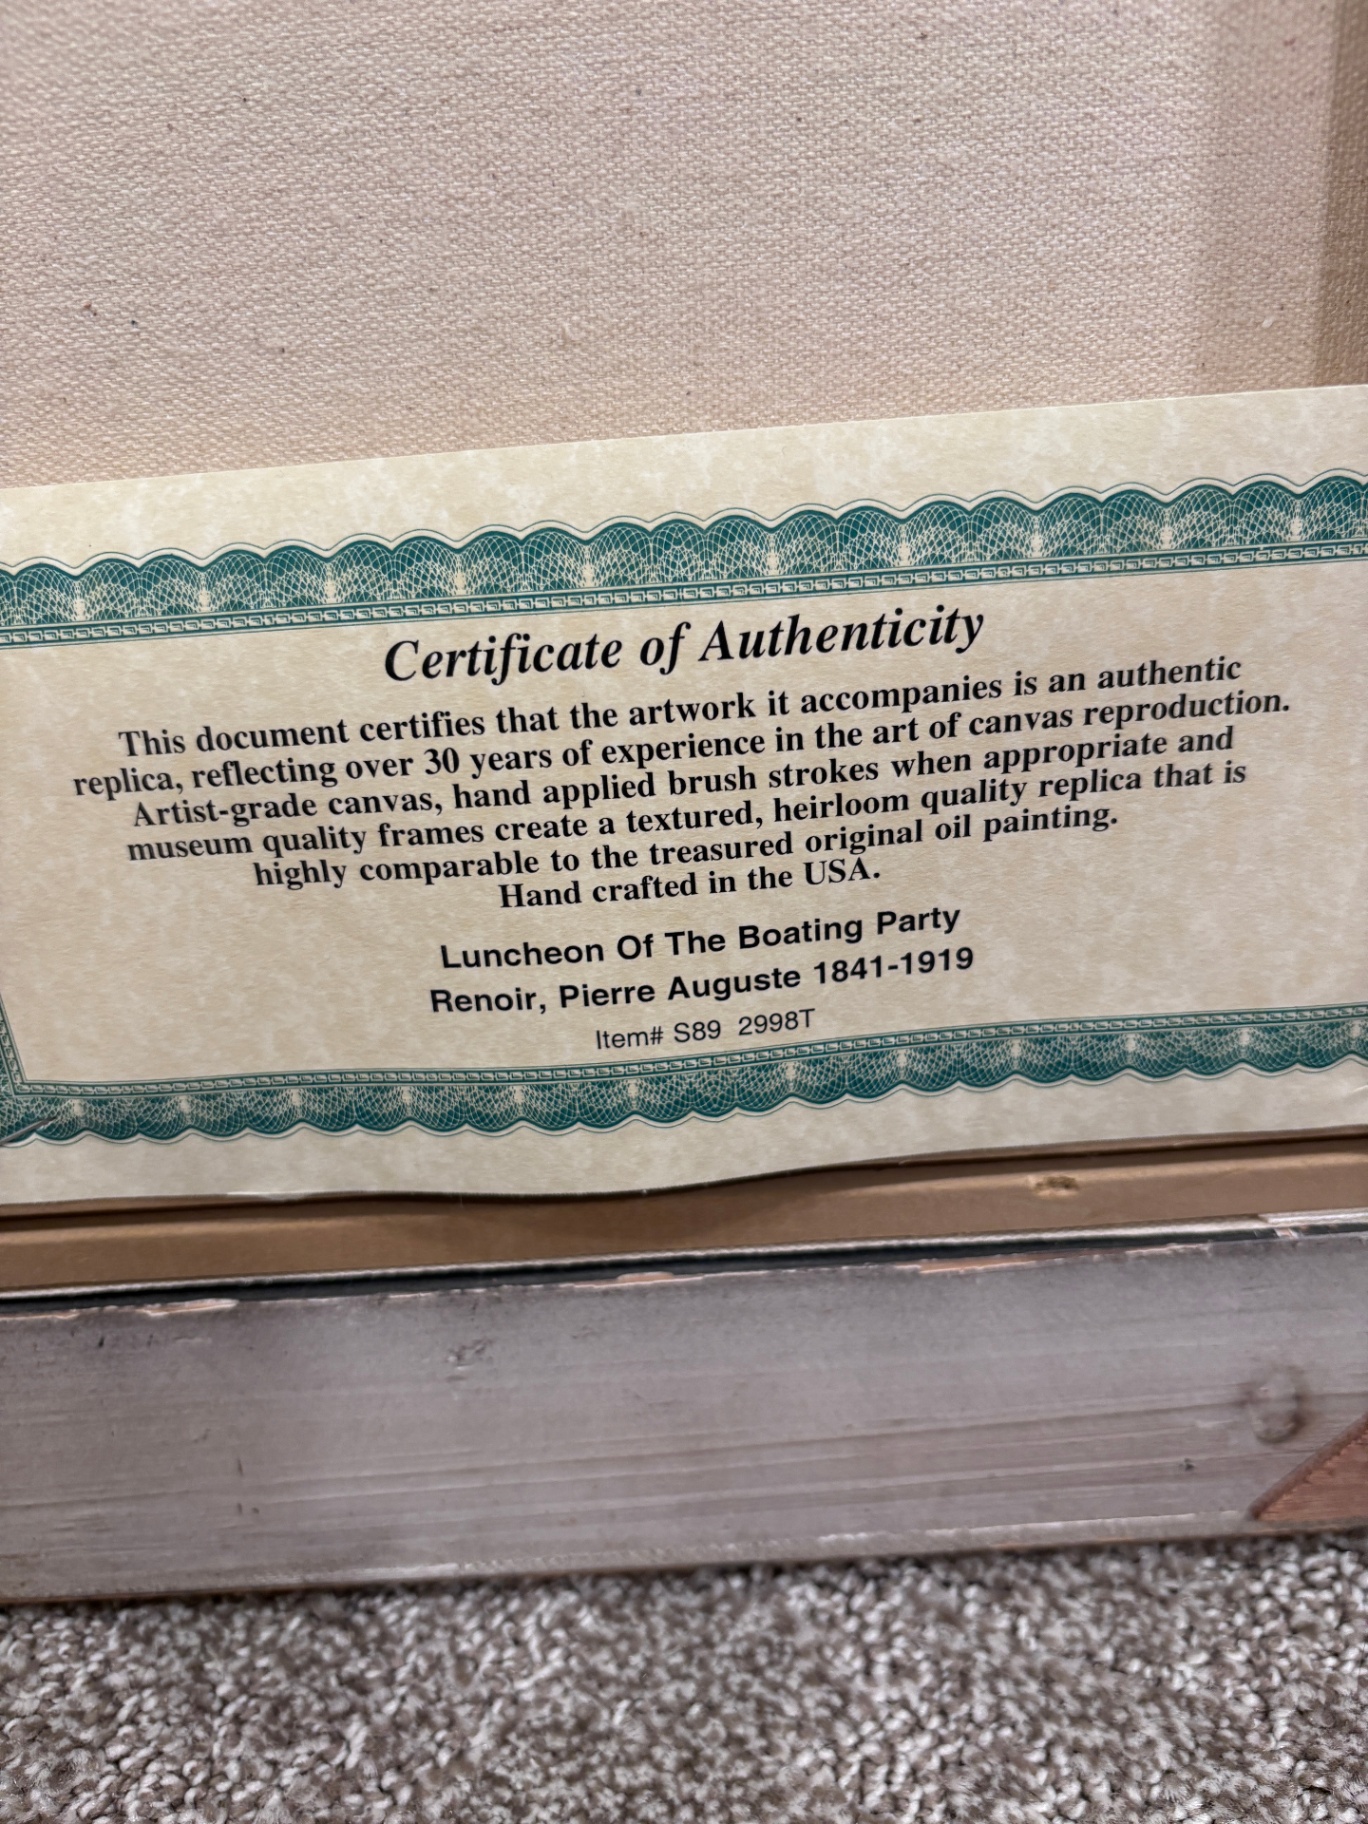 Certificate of Authenticity
This document certifies that the artwork it accompanies is an authentic
replica, reflecting over 30 years of experience in the art of canvas reproduction.
Artist-grade canvas, hand applied brush strokes when appropriate and
museum quality frames create a textured, heirloom quality replica that is
highly comparable to the treasured original oil painting.
Hand crafted in the USA.
Luncheon Of The Boating Party
Renoir, Pierre Auguste 1841-1919
Item# S89 2998T